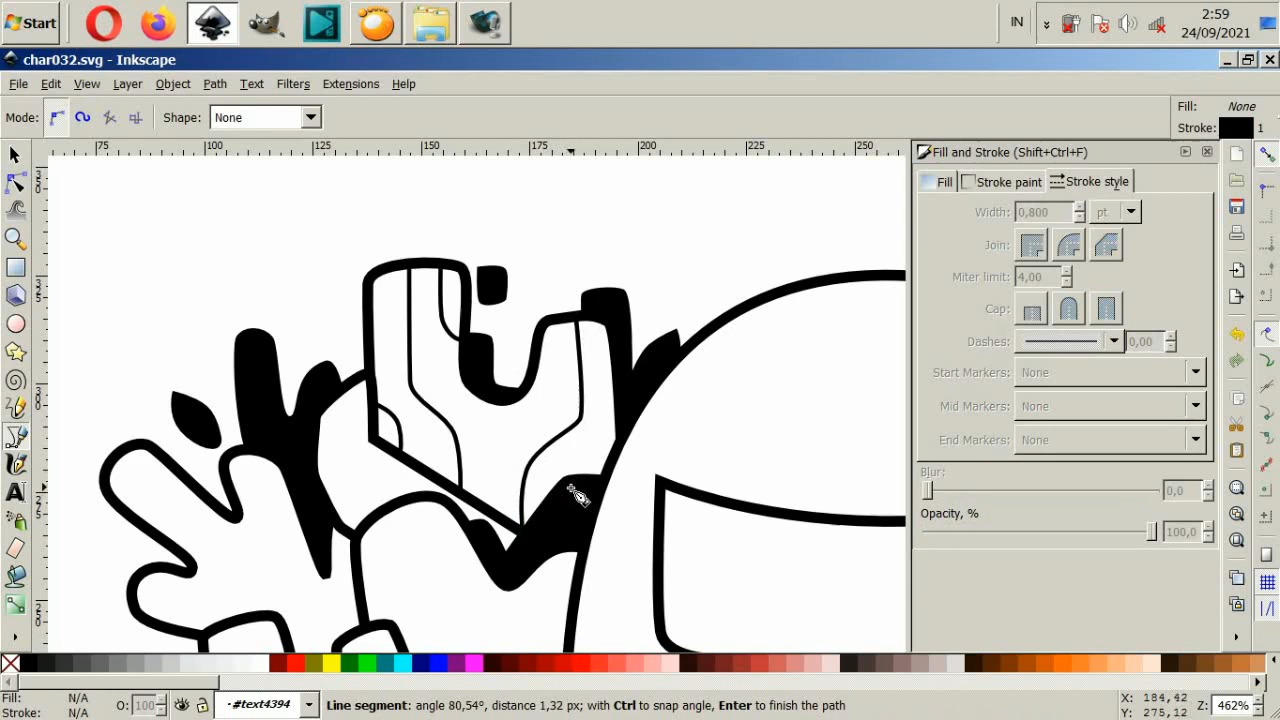 Start
IN
2:59
24/09/2021
char032.svg - Inkscape
File Edit View Layer Object Path Text Filters Extensions Help
Mode:
Shape: None
Fill: None
Stroke: 1
75 100 125 150 175 200 225 250
Fill and Stroke (Shift+Ctrl+F)
Fill Stroke paint Stroke style
Width: 0,800 pt
Join:
Miter limit: 4,00
Cap:
Dashes: 0,00
Start Markers: None
Mid Markers: None
End Markers: None
Blur:
0,0
Opacity, %
100,0
Fill: N/A
Stroke: N/A
O: 100
#text4394
Line segment: angle 80,54°, distance 1,32 px; with Ctrl to snap angle, Enter to finish the path
X: 184,42
Y: 275,12
Z: 462%